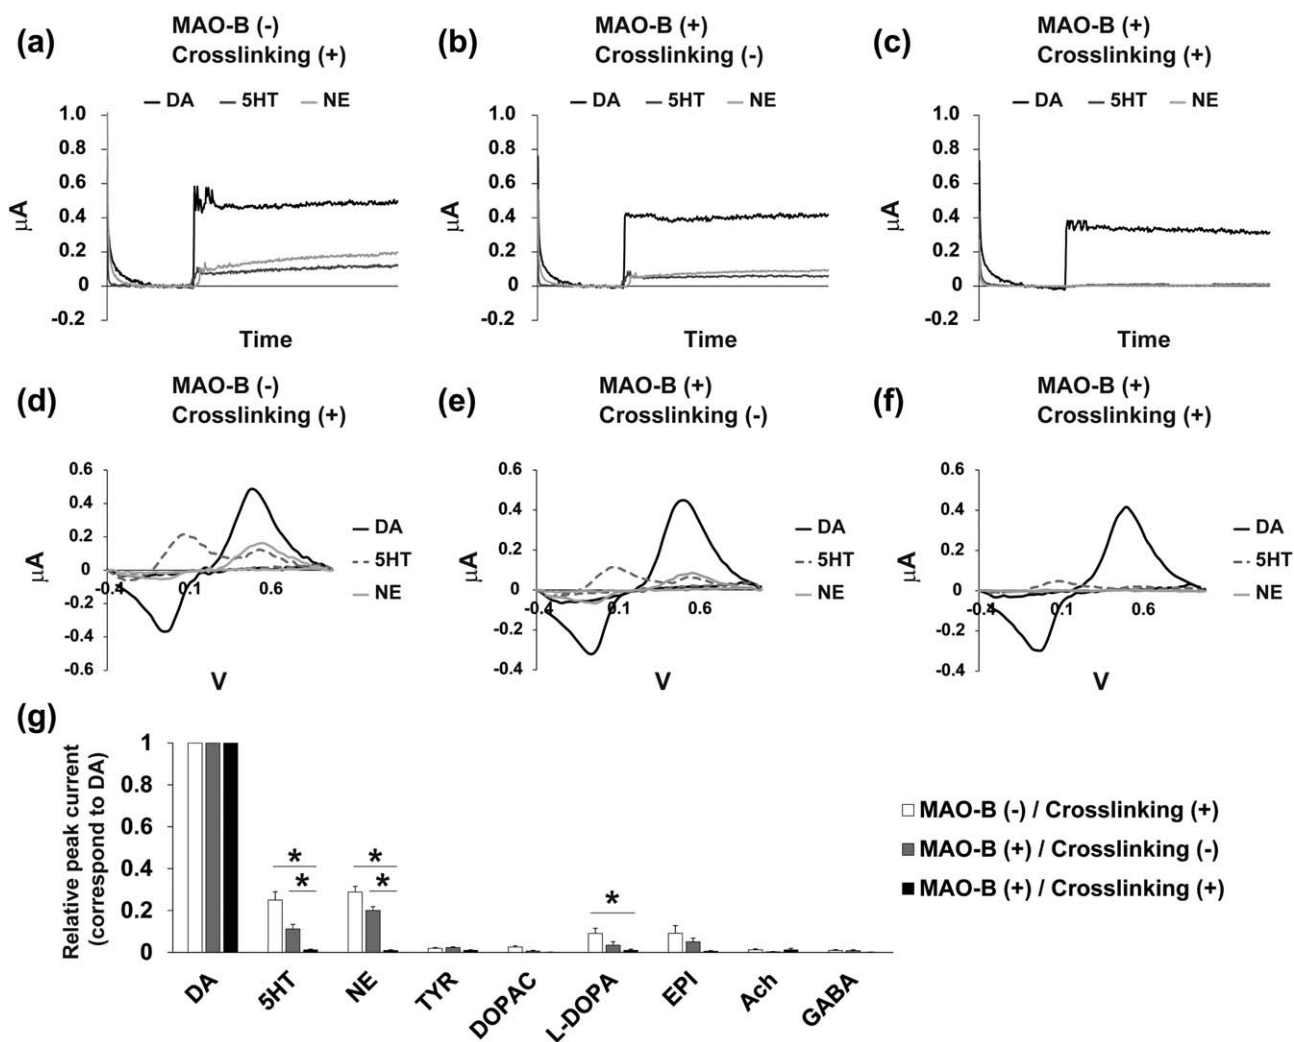 (a)
MAO-B (-)
Crosslinking (+)
DA 5HT NE
1.0
0.8
0.6
0.4
0.2
0
-0.2
μA
Time
(b)
MAO-B (+)
Crosslinking (-)
DA 5HT NE
1.0
0.8
0.6
0.4
0.2
0
-0.2
μA
Time
(c)
MAO-B (+)
Crosslinking (+)
DA 5HT NE
1.0
0.8
0.6
0.4
0.2
0
-0.2
μA
Time
(d)
MAO-B (-)
Crosslinking (+)
0.6
0.4
0.2
0
-0.2
-0.4
-0.6
μA
-0.4 0.1 0.6
V
DA
5HT
NE
(e)
MAO-B (+)
Crosslinking (-)
0.6
0.4
0.2
0
-0.2
-0.4
μA
-0.4 0.1 0.6
V
DA
5HT
NE
(f)
MAO-B (+)
Crosslinking (+)
0.6
0.4
0.2
0
-0.2
-0.4
μA
-0.4 0.1 0.6
V
DA
5HT
NE
(g)
Relative peak current
(correspond to DA)
1
0.8
0.6
0.4
0.2
0
* *
* *
*
DA 5HT NE TYR DOPAC L-DOPA EPI Ach GABA
MAO-B (-) / Crosslinking (+)
MAO-B (+) / Crosslinking (-)
MAO-B (+) / Crosslinking (+)